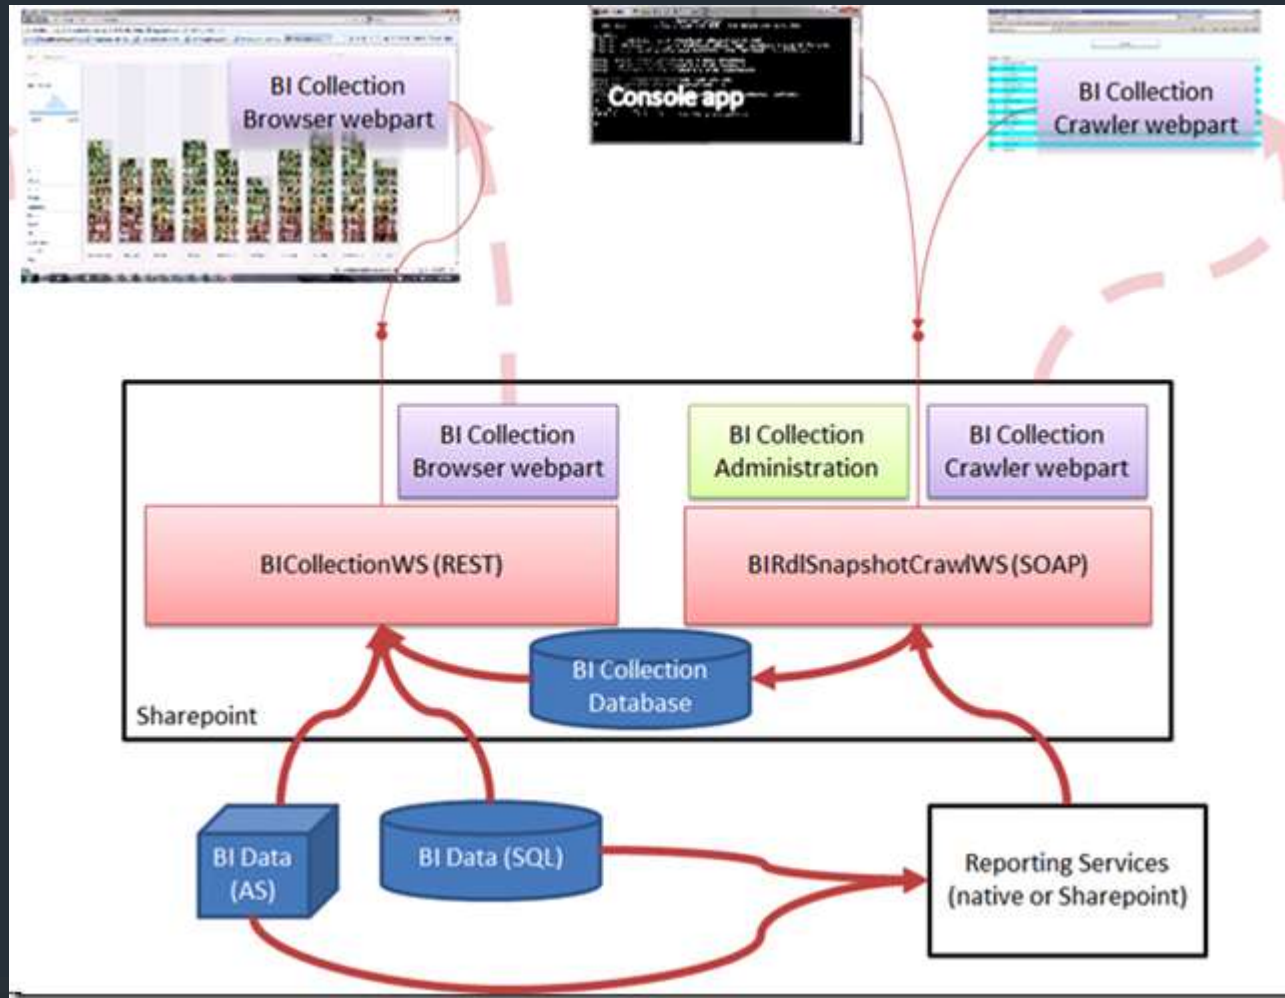 BI Collection
Browser webpart
Console app
BI Collection
Crawler webpart
BI Collection
Browser webpart
BI Collection
Administration
BI Collection
Crawler webpart
BICollectionWS (REST)
BIRdlSnapshotCrawlWS (SOAP)
BI Collection
Database
Sharepoint
BI Data
(AS)
BI Data (SQL)
Reporting Services
(native or Sharepoint)